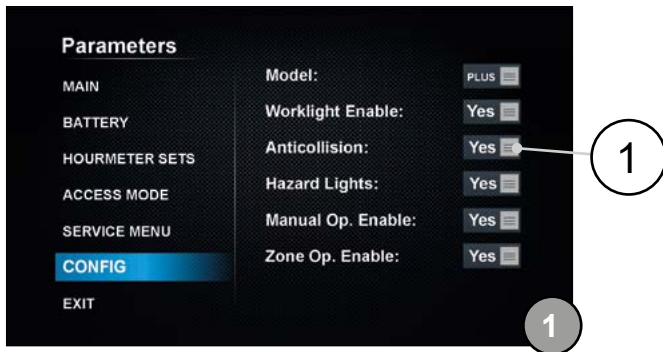 Parameters
MAIN
BATTERY
HOURMETER SETS
ACCESS MODE
SERVICE MENU
CONFIG
EXIT
Model: PLUS
Worklight Enable: Yes
Anticollision: Yes
Hazard Lights: Yes
Manual Op. Enable: Yes
Zone Op. Enable: Yes
1
1